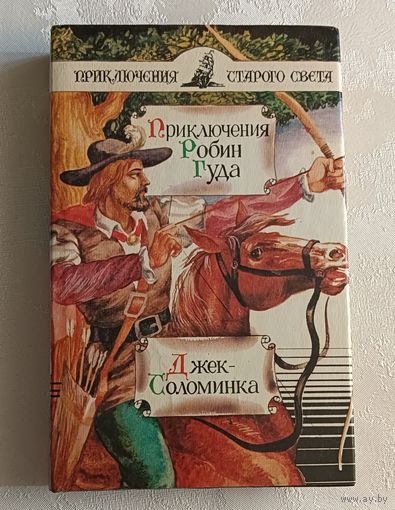 ПРИКЛЮЧЕНИЯ СТАРОГО СВЕТА
Приключения
Робин
Гуда
Джек-
Соломинка
www.ay.by